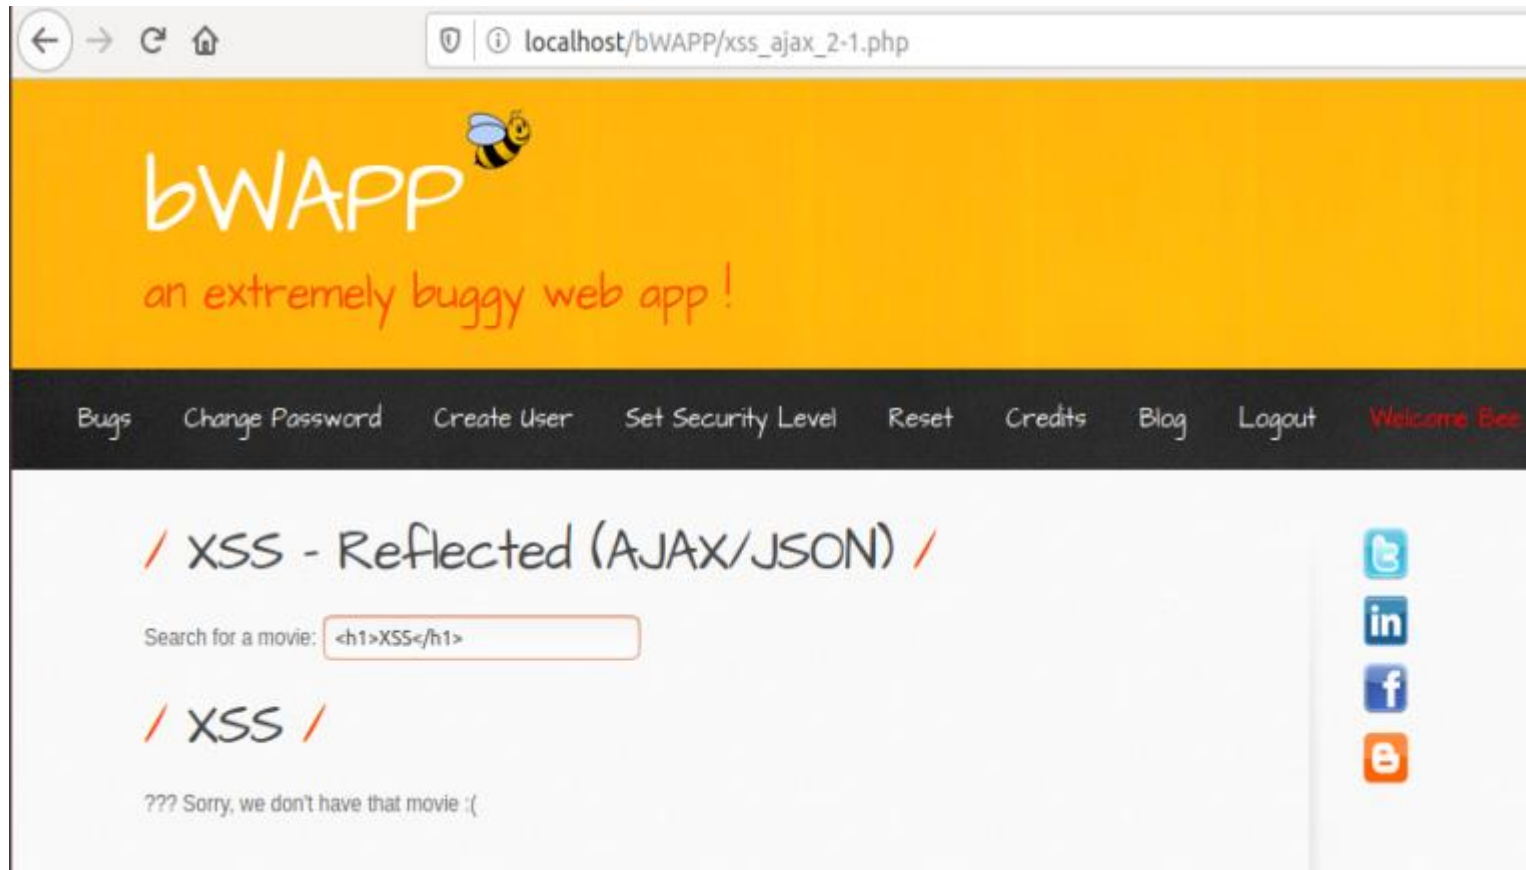 localhost/bWAPP/xss_ajax_2-1.php
bWAPP
an extremely buggy web app !
Bugs Change Password Create User Set Security Level Reset Credits Blog Logout Welcome Bee
/ XSS - Reflected (AJAX/JSON) /
Search for a movie: <h1>XSS</h1>
/ XSS /
??? Sorry, we don't have that movie :(